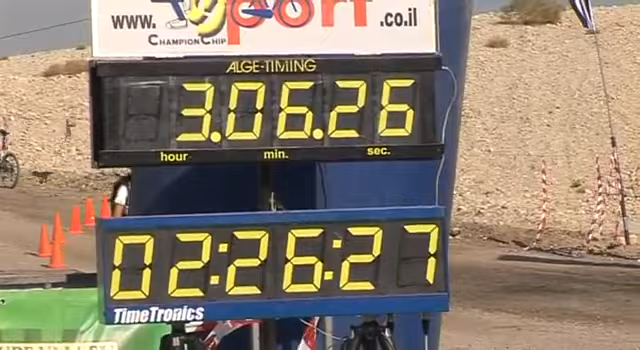 www. Sport .co.il
CHAMPIONCHIP
ALGE-TIMING
3.06.26
hour min. sec.
02:26:27
TimeTronics